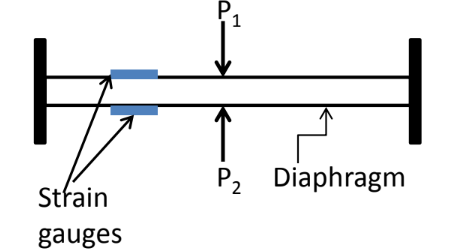 P1
P2
Diaphragm
Strain
gauges